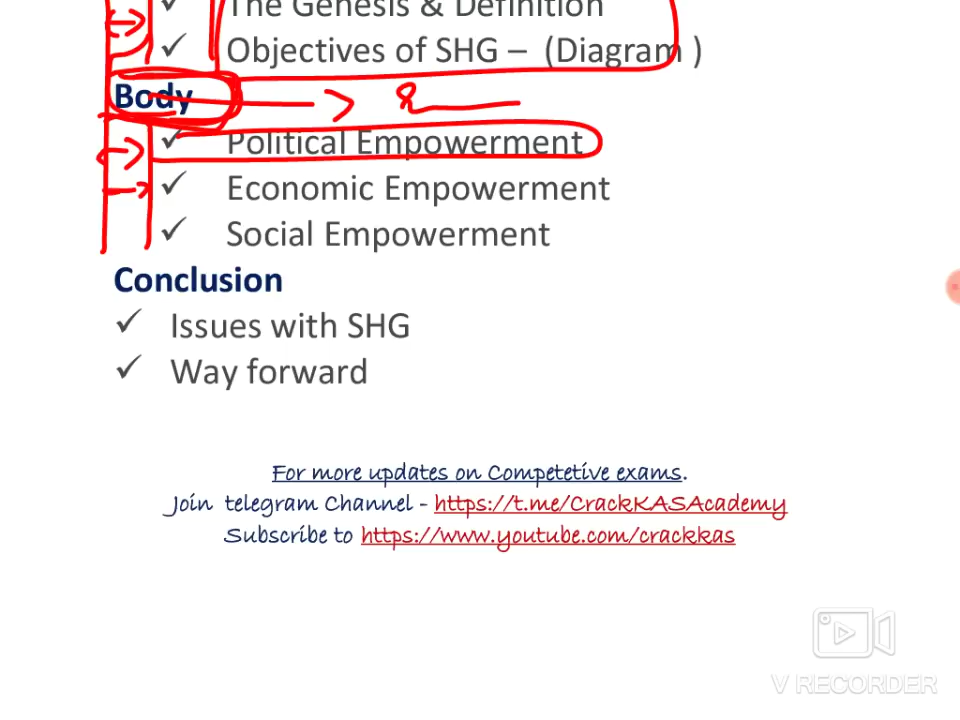 ✓ The Genesis & Definition
✓ Objectives of SHG – (Diagram )
Body
✓ Political Empowerment
✓ Economic Empowerment
✓ Social Empowerment
Conclusion
✓ Issues with SHG
✓ Way forward
For more updates on Competetive exams.
Join telegram Channel - https://t.me/CrackKASAcademy
Subscribe to https://www.youtube.com/crackkas
V RECORDER